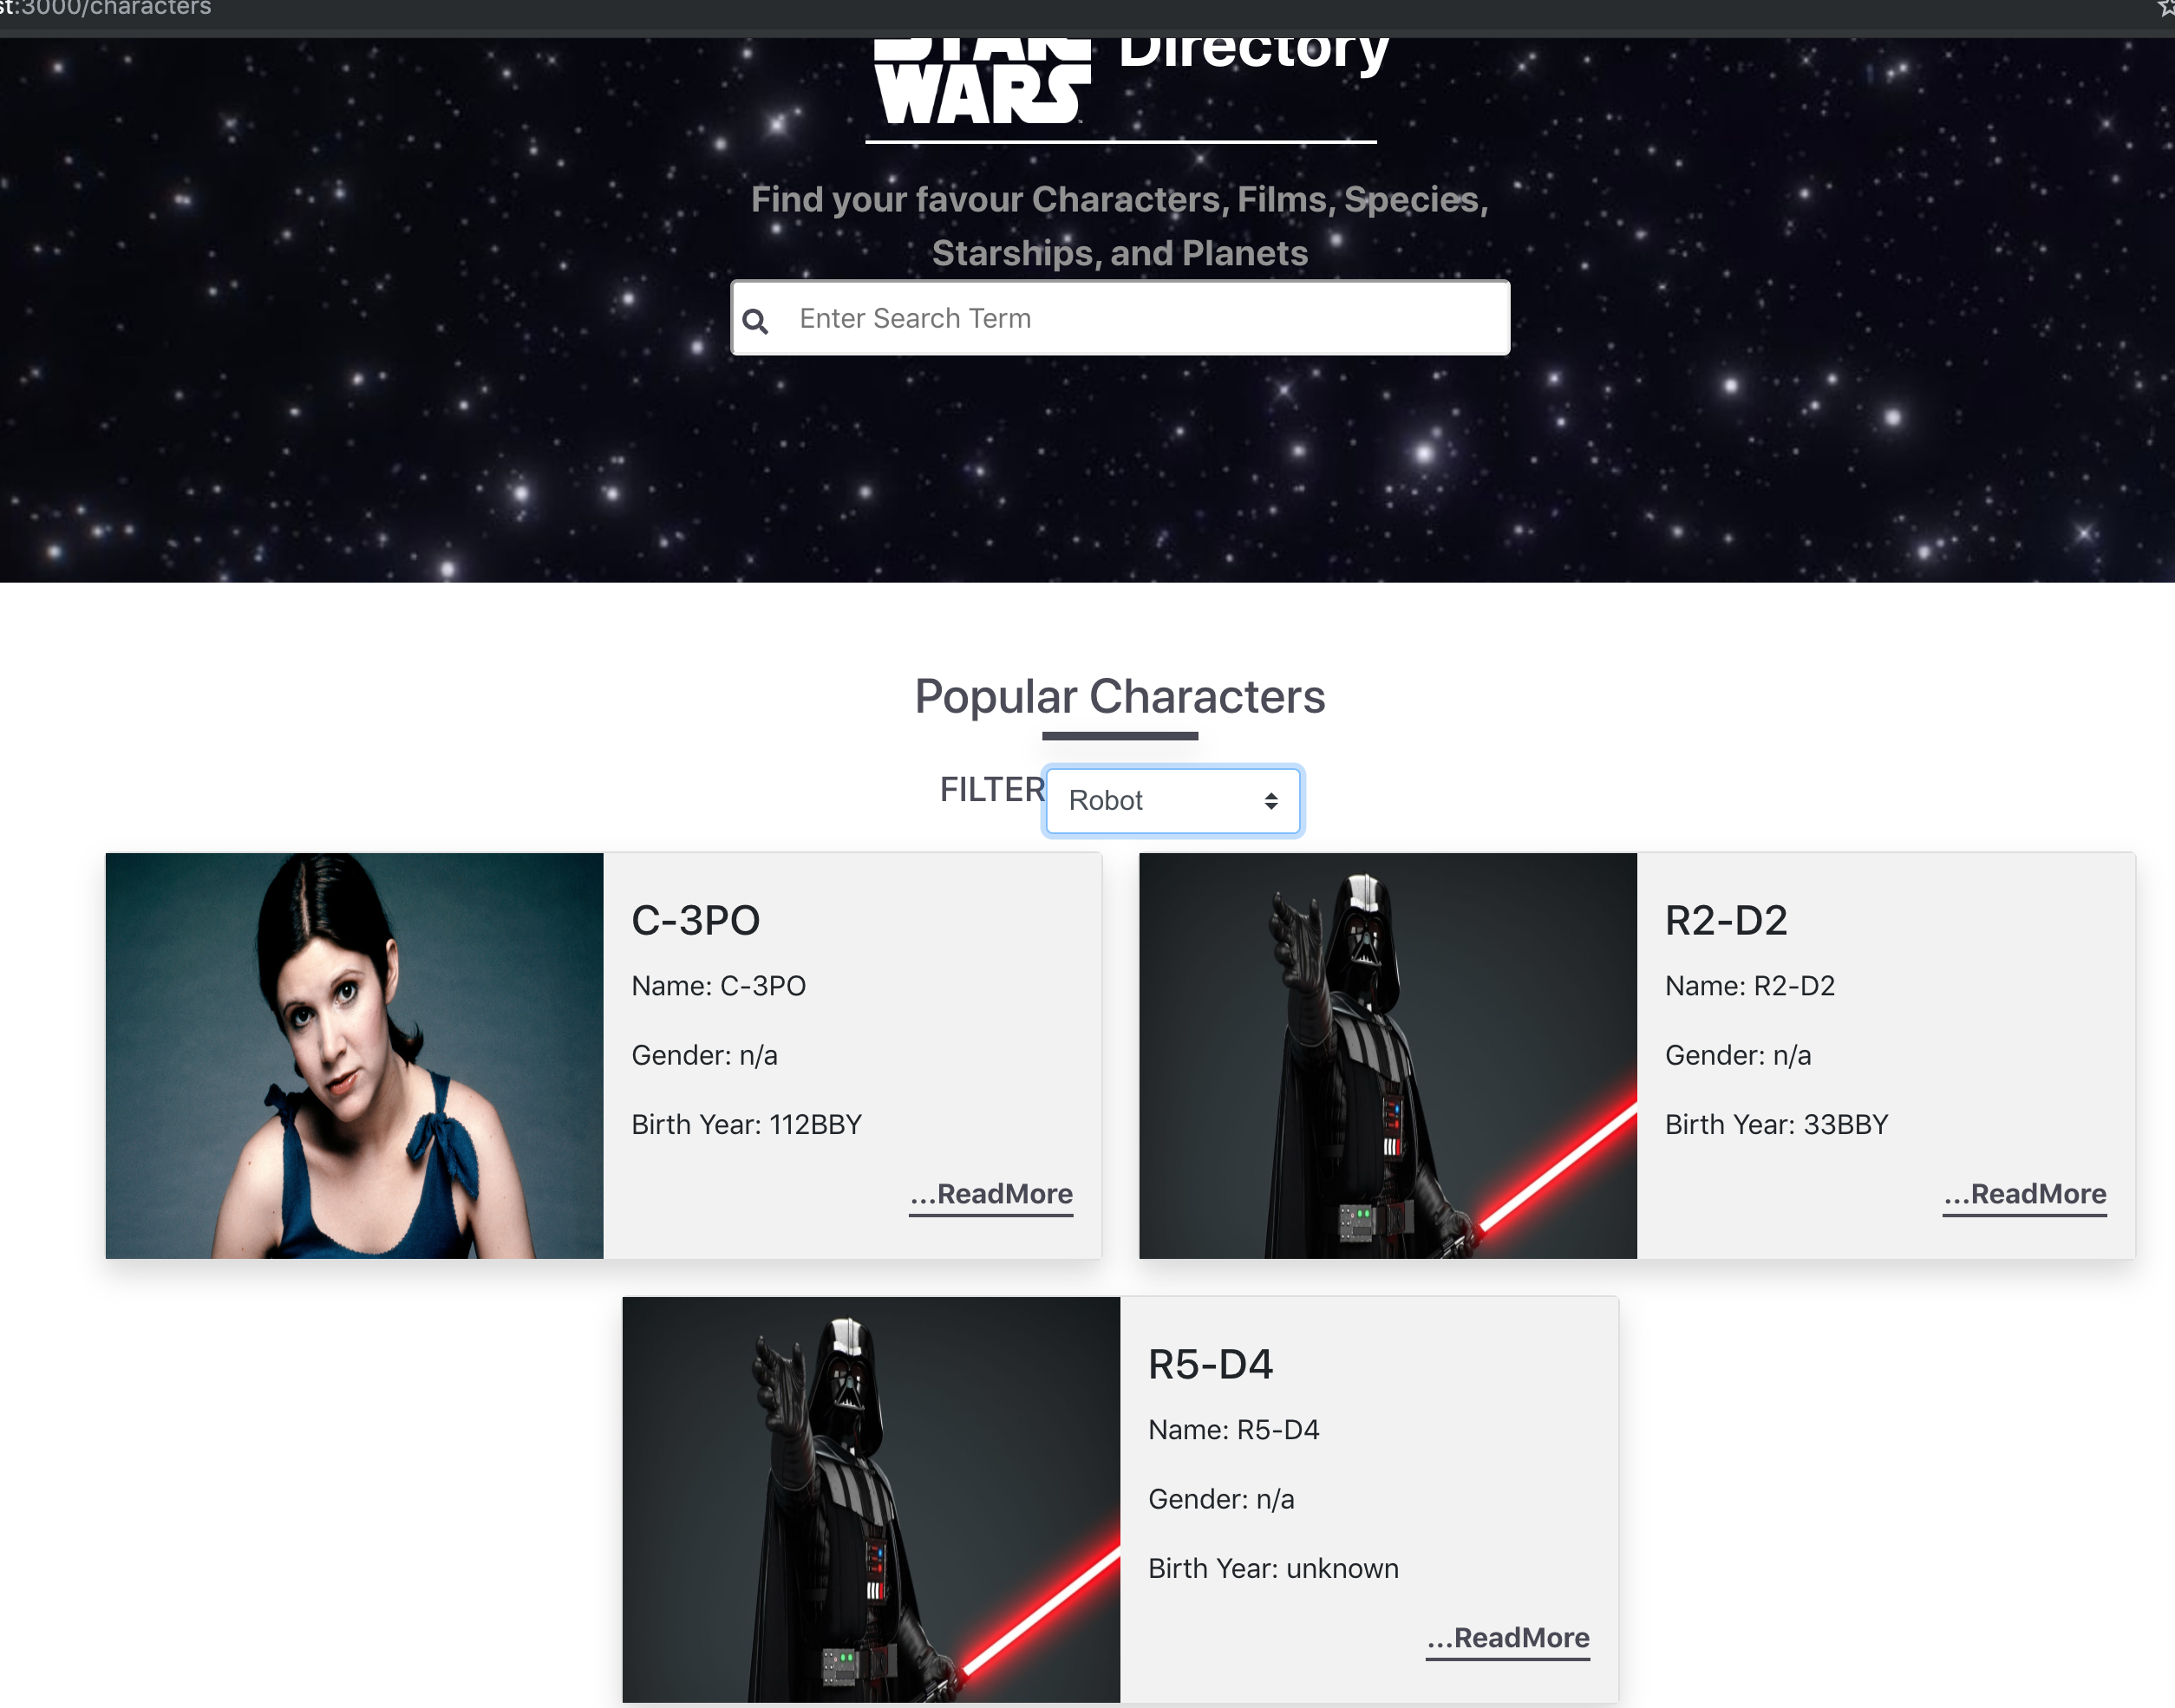 st:3000/characters
STAR
WARS
Directory
Find your favour Characters, Films, Species,
Starships, and Planets
Enter Search Term
Popular Characters
FILTER
Robot
C-3PO
Name: C-3PO
Gender: n/a
Birth Year: 112BBY
...ReadMore
R2-D2
Name: R2-D2
Gender: n/a
Birth Year: 33BBY
...ReadMore
R5-D4
Name: R5-D4
Gender: n/a
Birth Year: unknown
...ReadMore